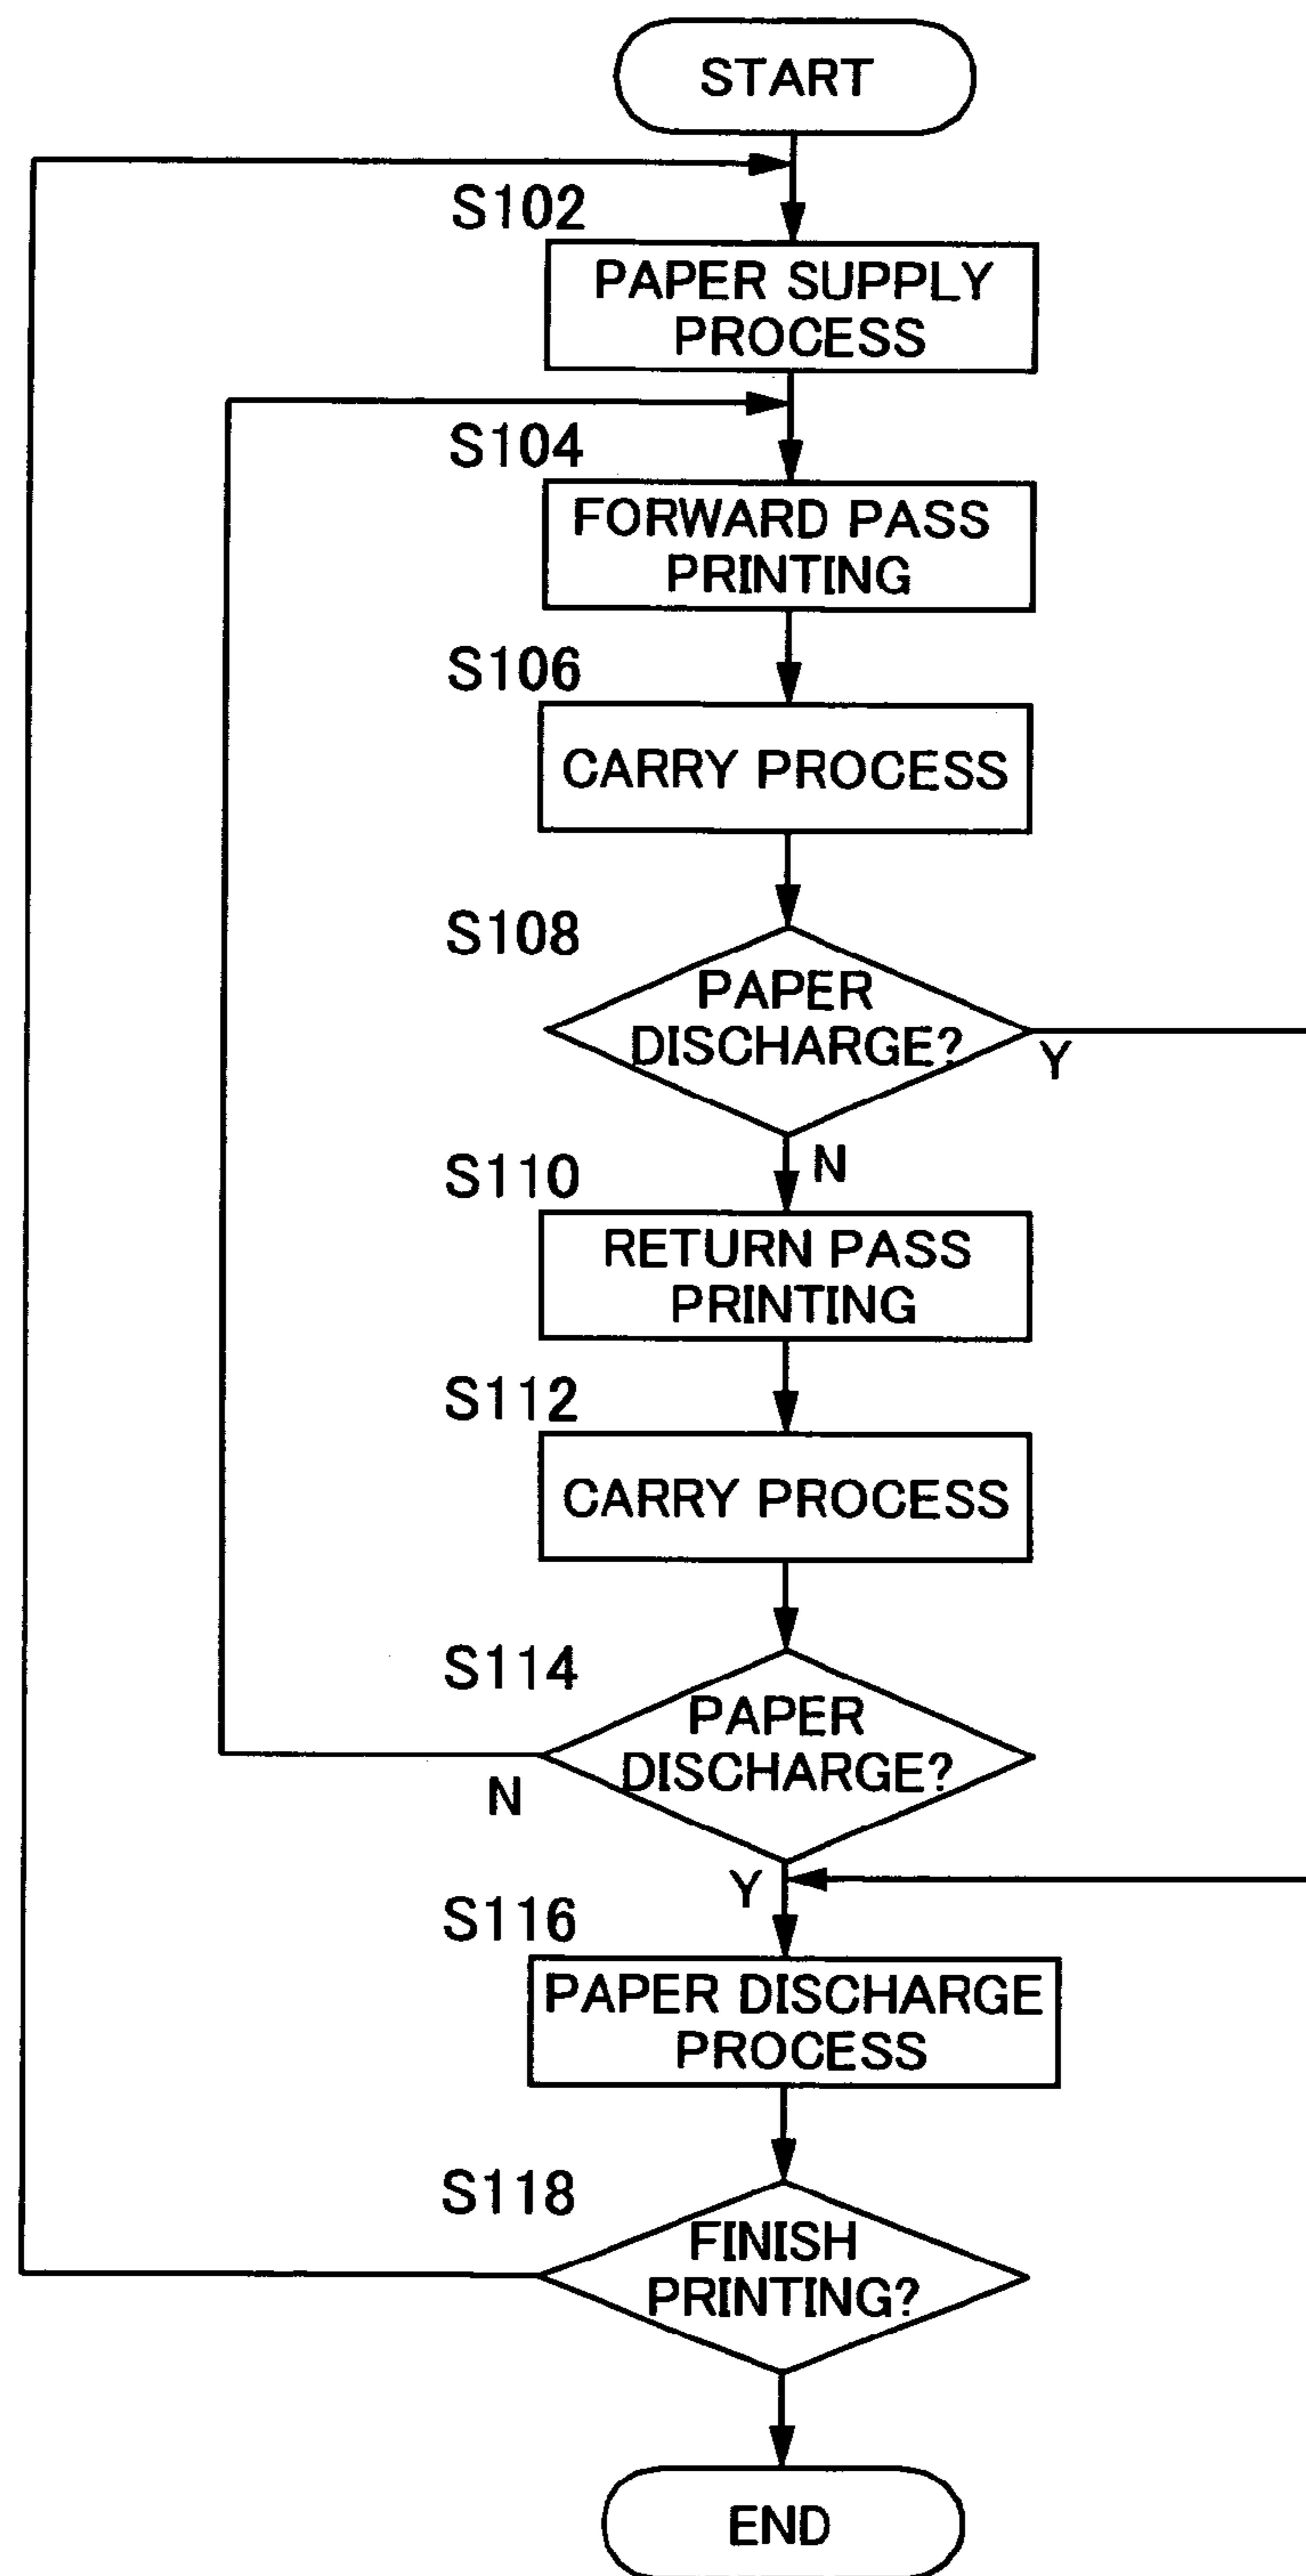 START
S102
PAPER SUPPLY
PROCESS
S104
FORWARD PASS
PRINTING
S106
CARRY PROCESS
S108
PAPER
DISCHARGE?
Y
N
S110
RETURN PASS
PRINTING
S112
CARRY PROCESS
S114
PAPER
DISCHARGE?
N
Y
S116
PAPER DISCHARGE
PROCESS
S118
FINISH
PRINTING?
END